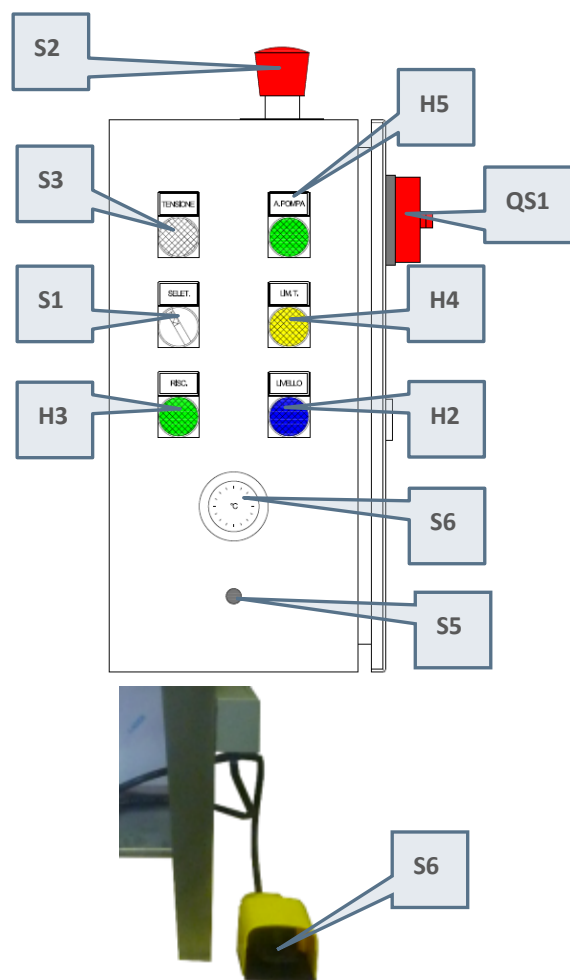 S2
H5
S3
TENSIONE
A.POMPA
QS1
S1
SELET.
LIM.T.
H4
H3
RISC.
LIVELLO
H2
°C
S6
S5
S6